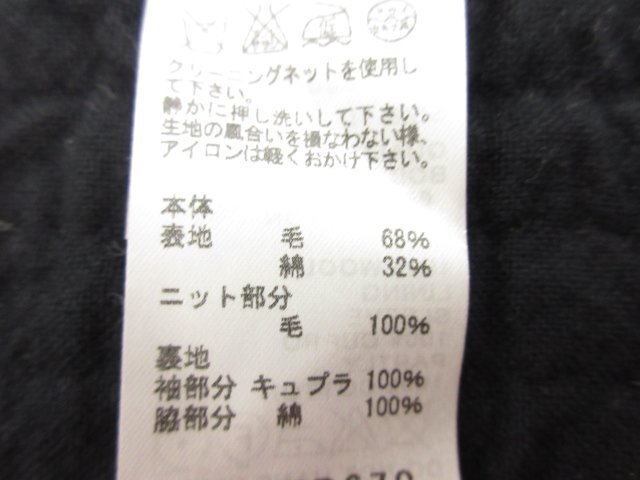 クリーニングネットを使用し
て下さい。
静かに押し洗いして下さい。
生地の風合いを損なわない様、
アイロンは軽くおかけ下さい。
本体
表地 毛 68%
綿 32%
ニット部分
毛 100%
裏地
袖部分 キュプラ 100%
脇部分 綿 100%